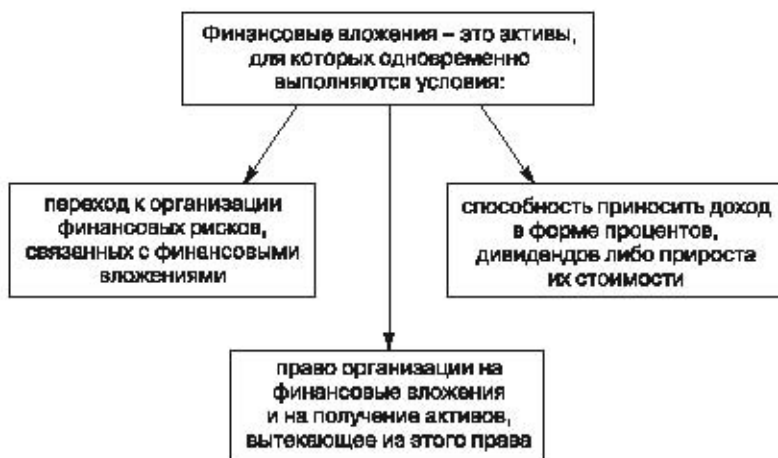 Финансовые вложения – это активы,
для которых одновременно
выполняются условия:
переход к организации
финансовых рисков,
связанных с финансовыми
вложениями
способность приносить доход
в форме процентов,
дивидендов либо прироста
их стоимости
право организации на
финансовые вложения
и на получение активов,
вытекающее из этого права